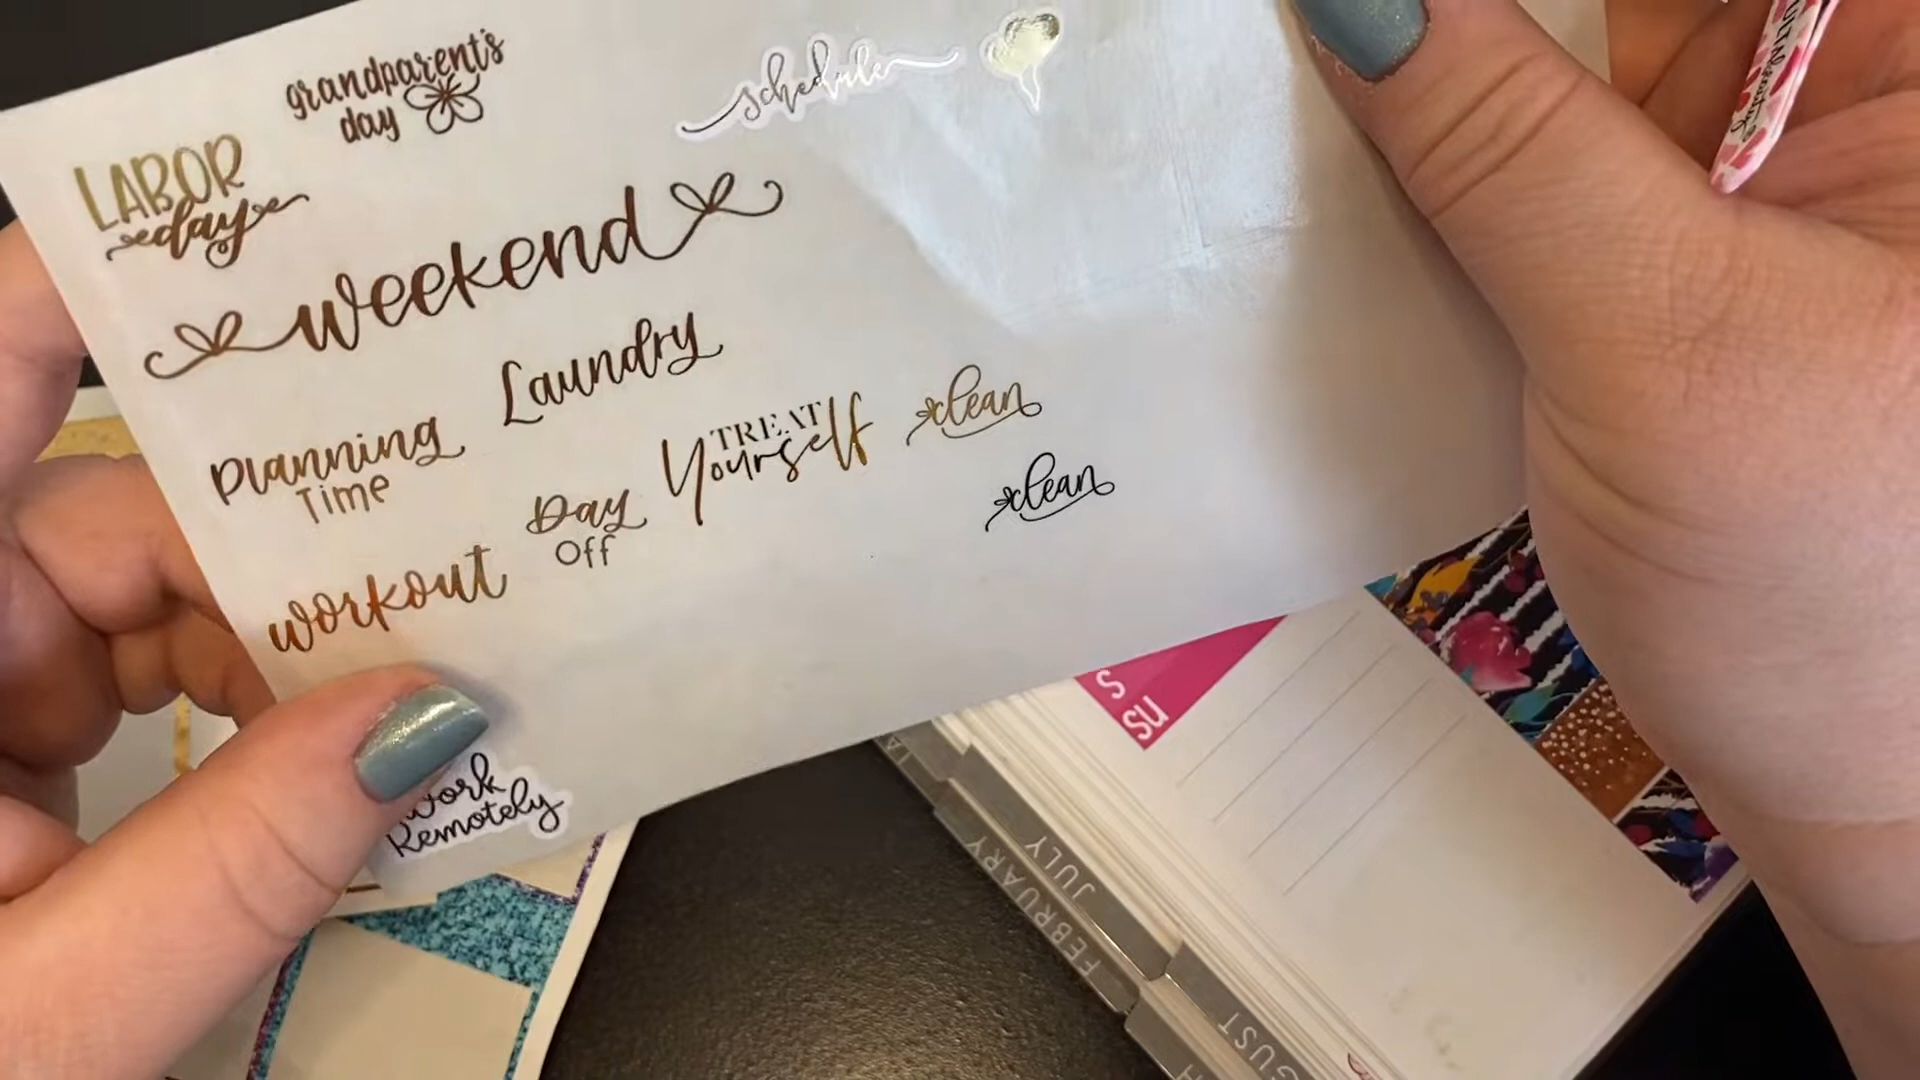 grandparent's
day
schedule
LABOR
day
weekend
Laundry
Planning
Time
TREAT
Yourself
clean
clean
Day
Off
workout
Work
Remotely
S
SU
FEBRUARY
JULY